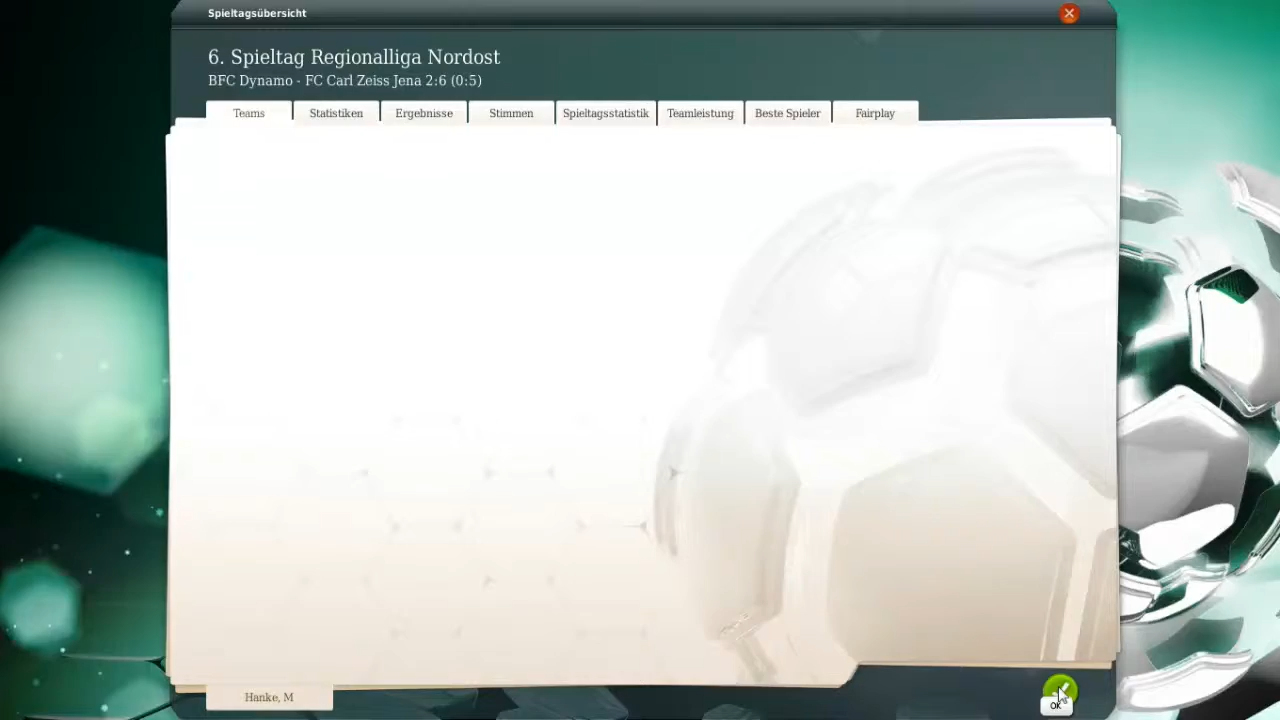 Spieltagsübersicht
6. Spieltag Regionalliga Nordost
BFC Dynamo - FC Carl Zeiss Jena 2:6 (0:5)
Teams Statistiken Ergebnisse Stimmen Spieltagsstatistik Teamleistung Beste Spieler Fairplay
Hanke, M
OK